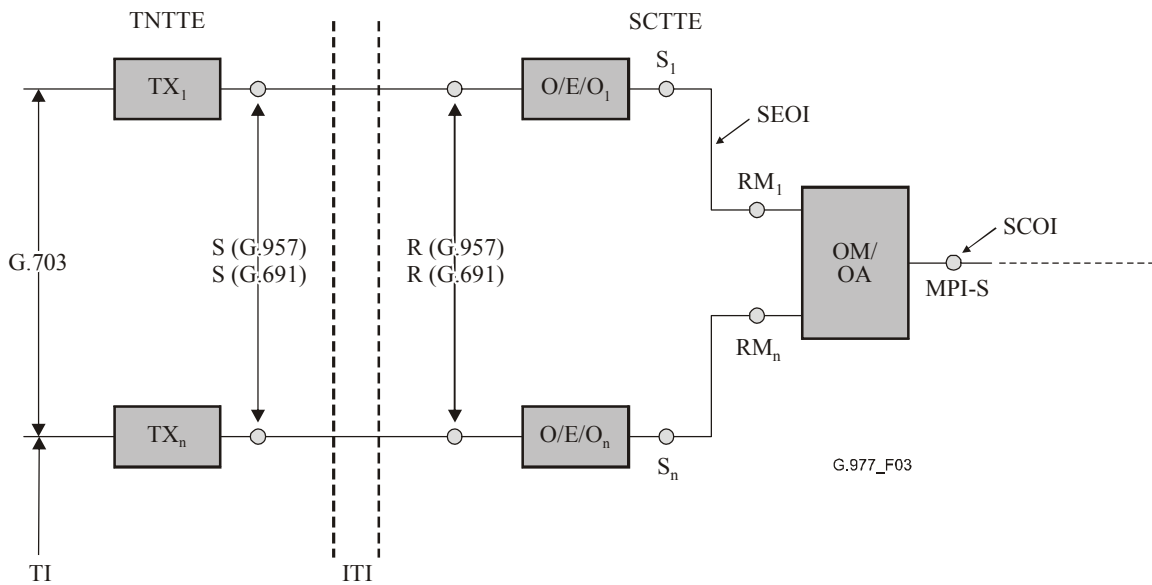 TNTTE
SCTTE
TX1
O/E/O1
S1
SEOI
RM1
SCOI
G.703
S (G.957)
S (G.691)
R (G.957)
R (G.691)
OM/
OA
MPI-S
RMn
TXn
O/E/On
Sn
G.977_F03
TI
ITI